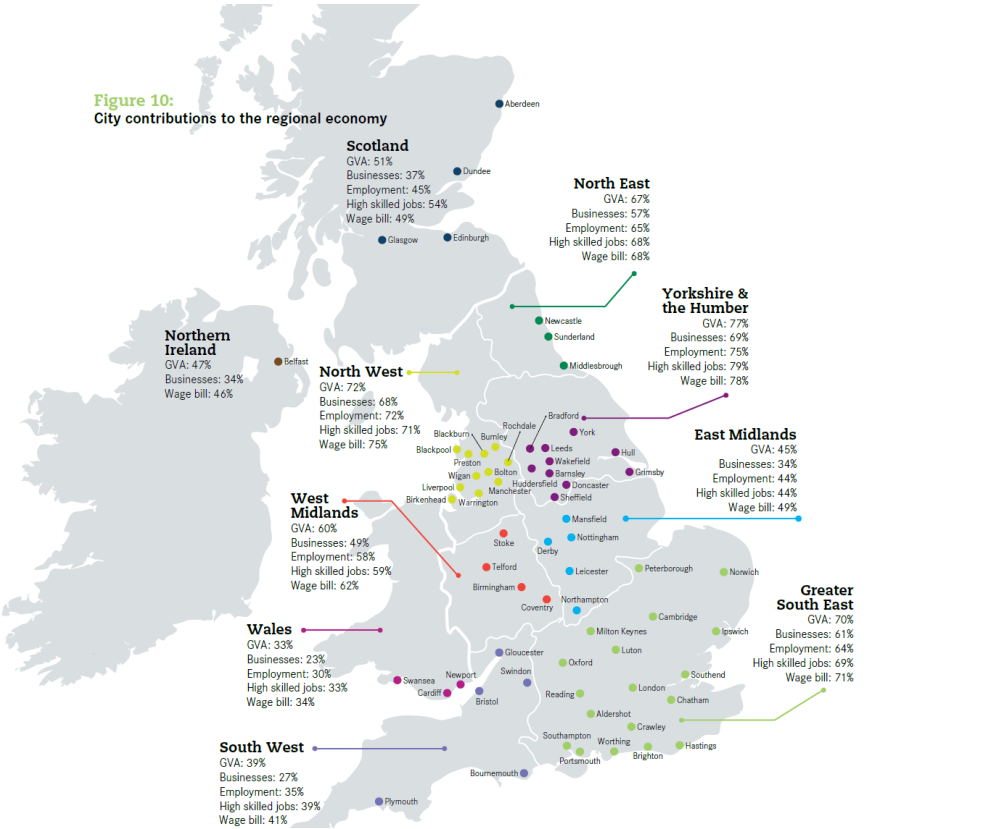 Figure 10:
City contributions to the regional economy
Aberdeen
Scotland
GVA: 51%
Businesses: 37%
Employment: 45%
High skilled jobs: 54%
Wage bill: 49%
Dundee
Glasgow
Edinburgh
North East
GVA: 67%
Businesses: 57%
Employment: 65%
High skilled jobs: 68%
Wage bill: 68%
Newcastle
Sunderland
Middlesbrough
Yorkshire &
the Humber
GVA: 77%
Businesses: 69%
Employment: 75%
High skilled jobs: 79%
Wage bill: 78%
Northern
Ireland
GVA: 47%
Businesses: 34%
Wage bill: 46%
Belfast
North West
GVA: 72%
Businesses: 68%
Employment: 72%
High skilled jobs: 71%
Wage bill: 75%
Bradford
Rochdale
Blackburn
Burnley
York
Blackpool
Leeds
Hull
Preston
Wakefield
Wigan
Bolton
Barnsley
Grimsby
Huddersfield
Doncaster
Liverpool
Manchester
Sheffield
Birkenhead
Warrington
East Midlands
GVA: 45%
Businesses: 34%
Employment: 44%
High skilled jobs: 44%
Wage bill: 49%
West
Midlands
GVA: 60%
Businesses: 49%
Employment: 58%
High skilled jobs: 59%
Wage bill: 62%
Mansfield
Nottingham
Stoke
Derby
Telford
Leicester
Peterborough
Norwich
Birmingham
Northampton
Coventry
Greater
South East
GVA: 70%
Businesses: 61%
Employment: 64%
High skilled jobs: 69%
Wage bill: 71%
Cambridge
Milton Keynes
Ipswich
Wales
GVA: 33%
Businesses: 23%
Employment: 30%
High skilled jobs: 33%
Wage bill: 34%
Gloucester
Luton
Oxford
Swindon
Newport
Swansea
Cardiff
Bristol
Southend
London
Reading
Chatham
Aldershot
Crawley
Southampton
Worthing
Hastings
Portsmouth
Brighton
South West
GVA: 39%
Businesses: 27%
Employment: 35%
High skilled jobs: 39%
Wage bill: 41%
Bournemouth
Plymouth